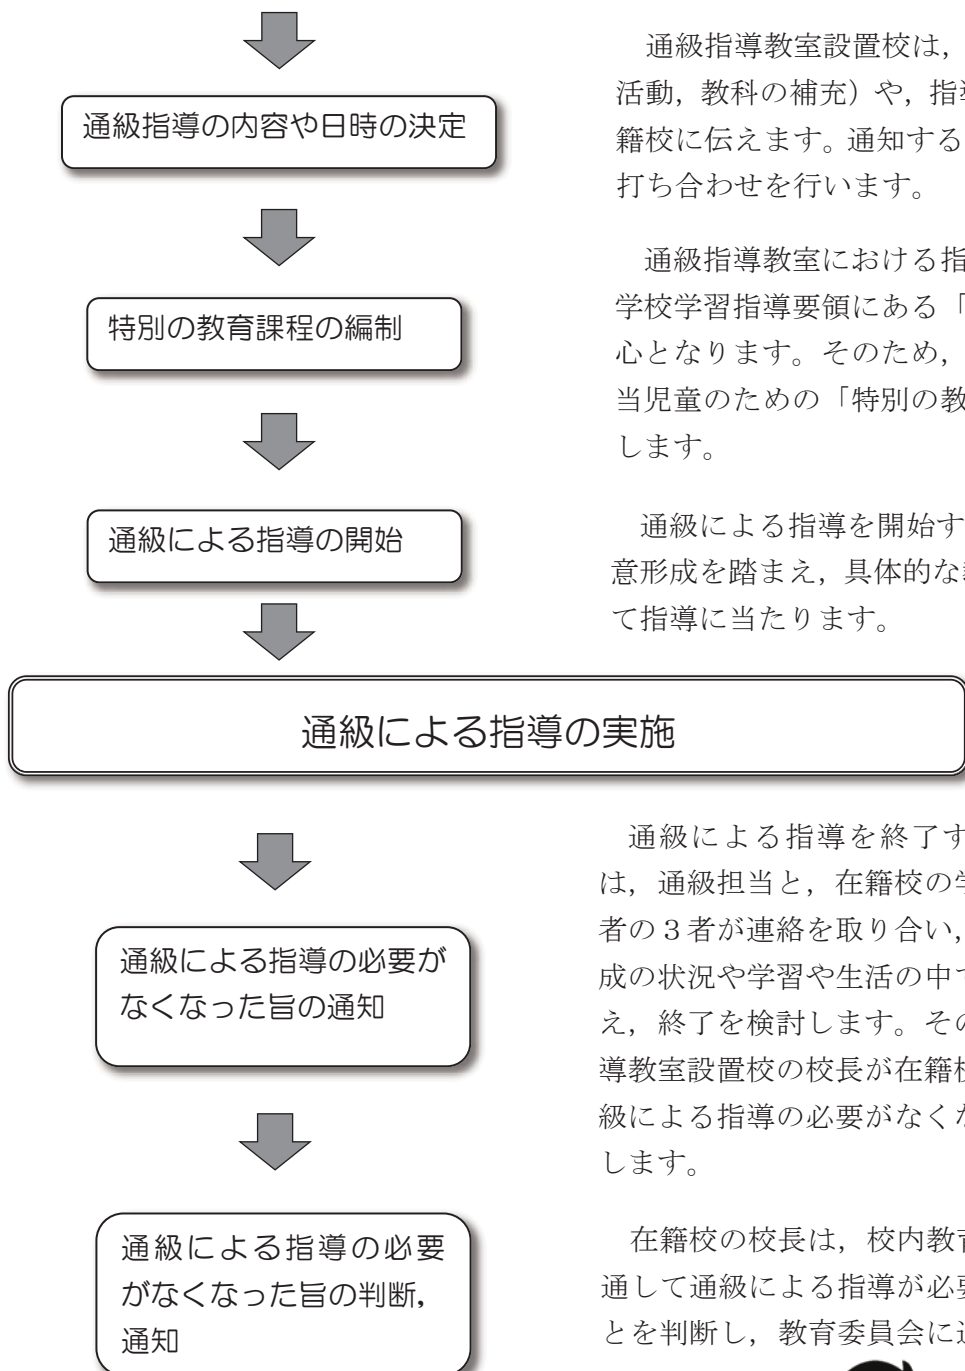 通級指導の内容や日時の決定
通級指導教室設置校は，
活動，教科の補充）や，指
籍校に伝えます。通知する
打ち合わせを行います。
特別の教育課程の編制
通級指導教室における指
学校学習指導要領にある「
心となります。そのため，
当児童のための「特別の教
します。
通級による指導の開始
通級による指導を開始す
意形成を踏まえ，具体的な
て指導に当たります。
通級による指導の実施
通級による指導の必要が
なくなった旨の通知
通級による指導を終了す
は，通級担当と，在籍校の
者の３者が連絡を取り合い，
成の状況や学習や生活の中
え，終了を検討します。そ
導教室設置校の校長が在籍
級による指導の必要がなく
します。
通級による指導の必要
がなくなった旨の判断，
通知
在籍校の校長は，校内教
通して通級による指導が必
とを判断し，教育委員会に